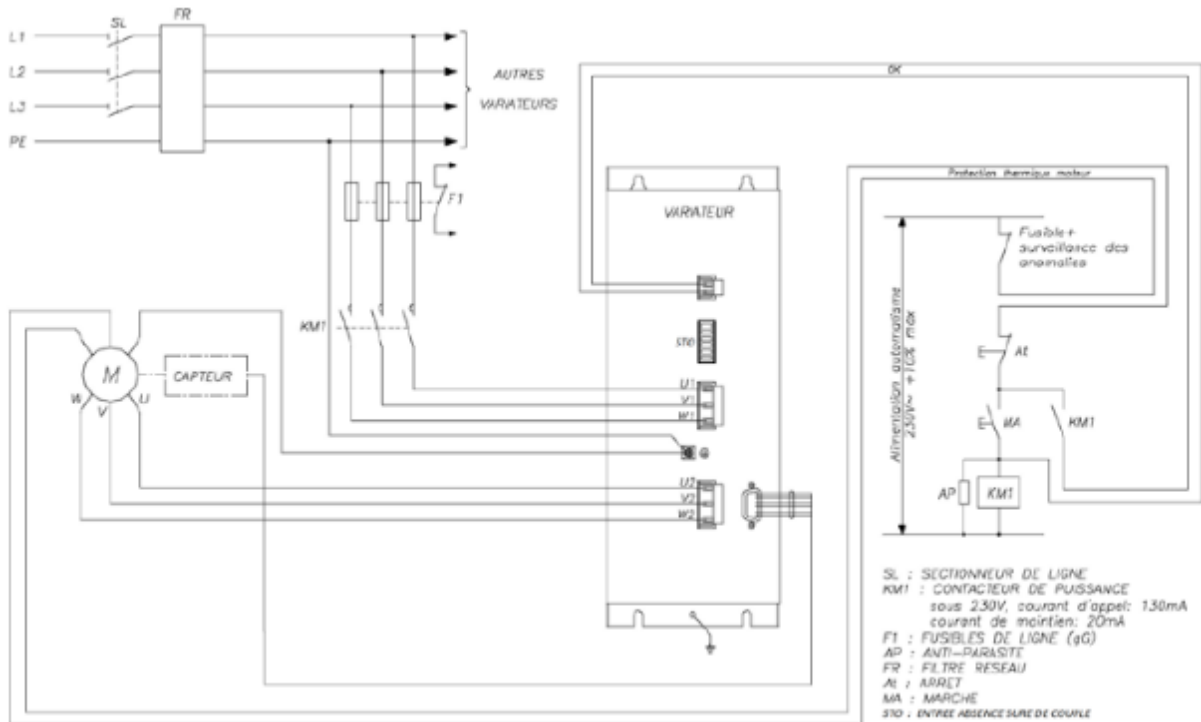 FR
SL
L1
L2
L3
PE
AUTRES
VARIATEURS
OK
Protection thermique moteur
F1
VARIATEUR
Fusible+
surveillance des
anomalies
Alimentation automatisme
230V~ +10% max
KM1
STO
At
M
CAPTEUR
W
V
U
U1
V1
W1
MA
KM1
G
U2
V2
W2
AP
KM1
SL : SECTIONNEUR DE LIGNE
KM1 : CONTACTEUR DE PUISSANCE
sous 230V, courant d'appel: 130mA
courant de maintien: 20mA
F1 : FUSIBLES DE LIGNE (gG)
AP : ANTI-PARASITE
FR : FILTRE RESEAU
At : ARRET
MA : MARCHE
STO : ENTREE ABSENCE SURE DE COUPLE